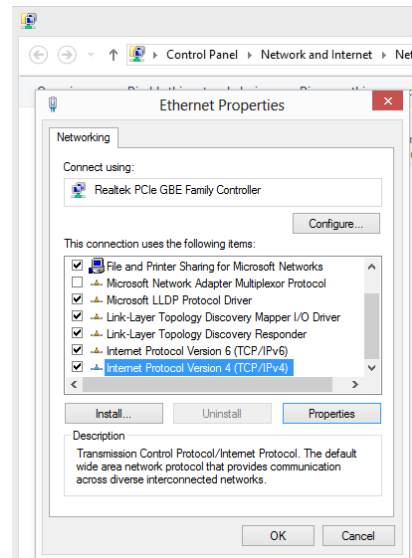 Control Panel Network and Internet
Ethernet Properties
Networking
Connect using:
Realtek PCIe GBE Family Controller
Configure...
This connection uses the following items:
File and Printer Sharing for Microsoft Networks
Microsoft Network Adapter Multiplexor Protocol
Microsoft LLDP Protocol Driver
Link-Layer Topology Discovery Mapper I/O Driver
Link-Layer Topology Discovery Responder
Internet Protocol Version 6 (TCP/IPv6)
Internet Protocol Version 4 (TCP/IPv4)
Install... Uninstall Properties
Description
Transmission Control Protocol/Internet Protocol. The default
wide area network protocol that provides communication
across diverse interconnected networks.
OK Cancel